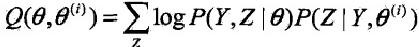 Q(θ,θ^(i)) = ∑_Z log P(Y,Z | θ)P(Z | Y,θ^(i))